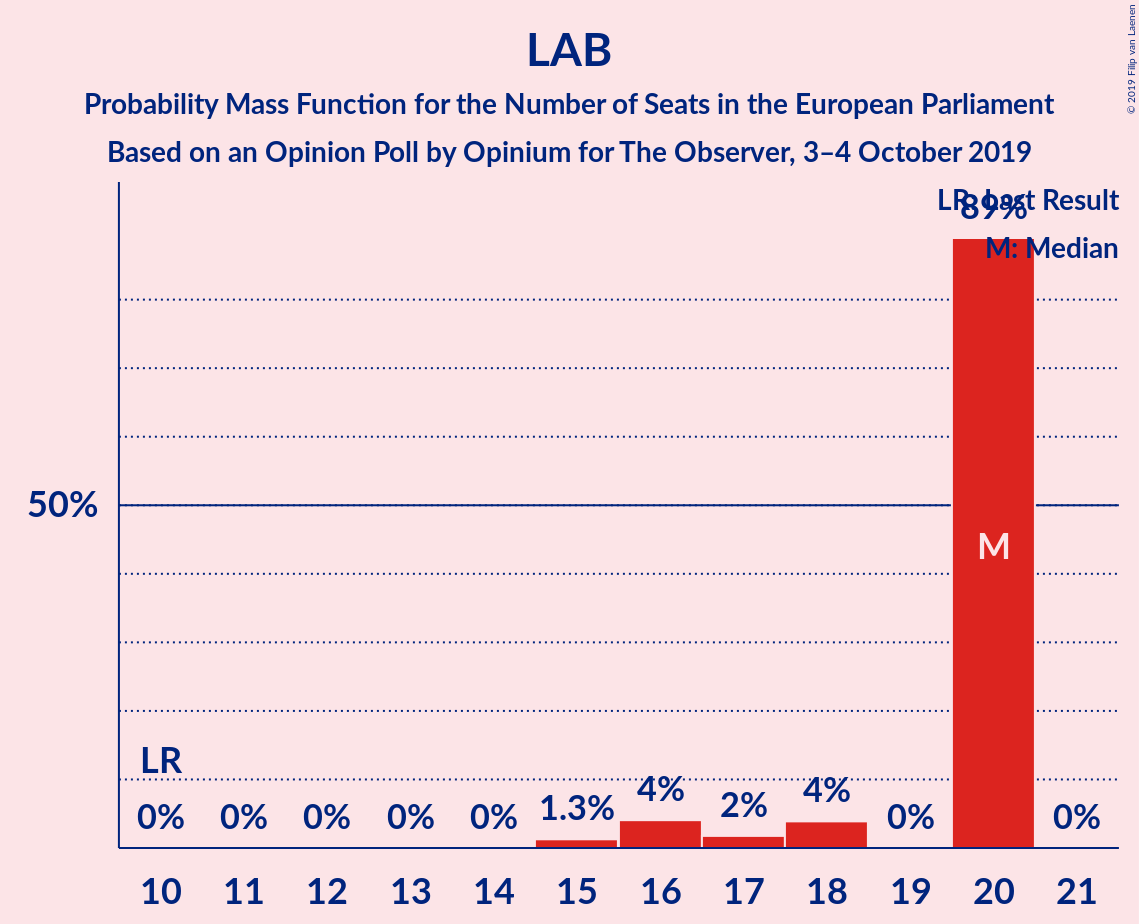 LAB
Probability Mass Function for the Number of Seats in the European Parliament
Based on an Opinion Poll by Opinium for The Observer, 3–4 October 2019
© 2019 Filip van Laenen
LR: Last Result
M: Median
89%
50%
M
LR
0% 0% 0% 0% 0% 1.3% 4% 2% 4% 0% 0%
10 11 12 13 14 15 16 17 18 19 20 21